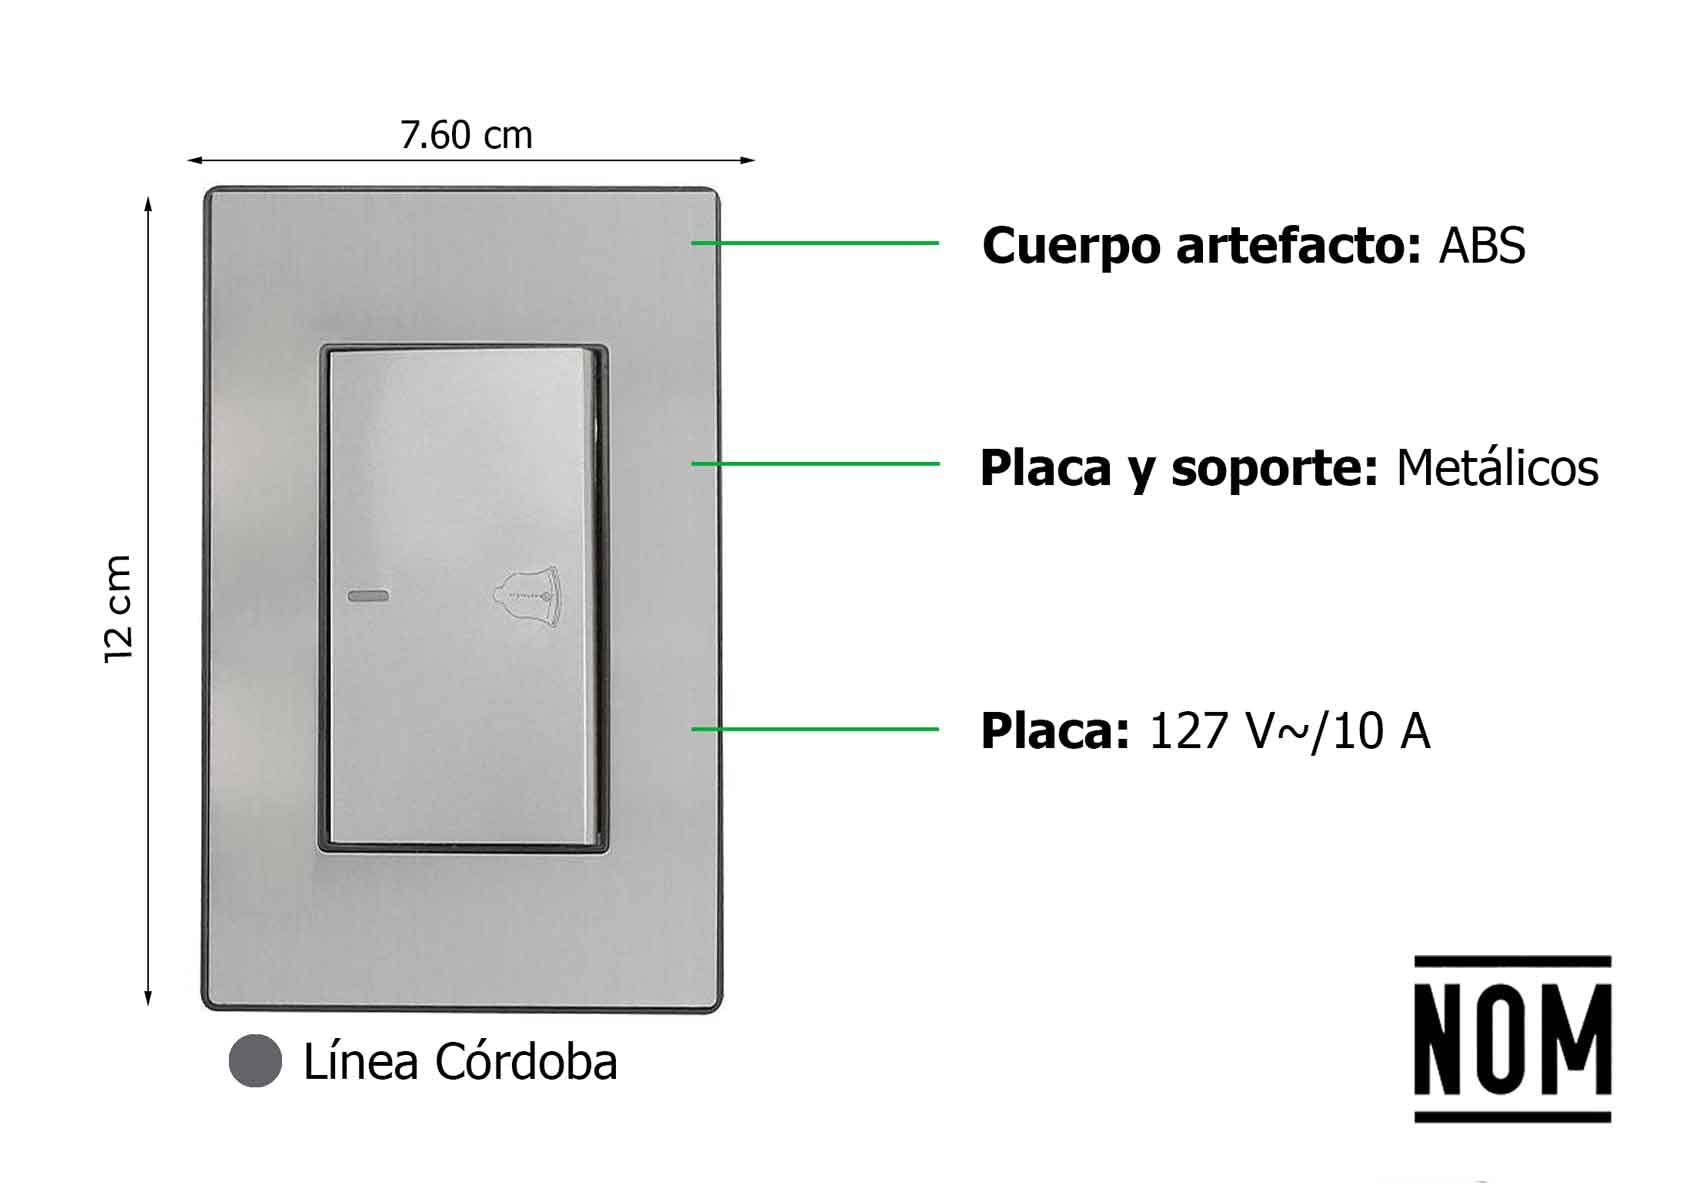 7.60 cm
12 cm
Cuerpo artefacto: ABS
Placa y soporte: Metálicos
Placa: 127 V~/10 A
Línea Córdoba
NOM